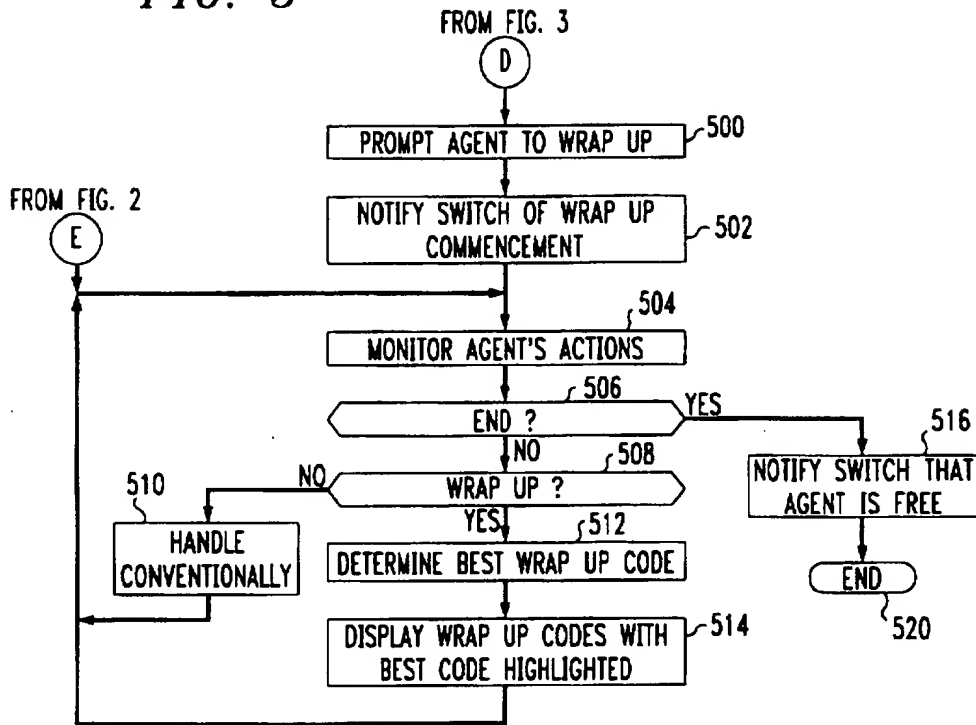 FIG. 5
FROM FIG. 3
D
PROMPT AGENT TO WRAP UP
500
FROM FIG. 2
E
NOTIFY SWITCH OF WRAP UP
COMMENCEMENT
502
504
MONITOR AGENT'S ACTIONS
506
END ?
YES
NO
508
516
NO
WRAP UP ?
NOTIFY SWITCH THAT
AGENT IS FREE
510
YES
512
HANDLE
CONVENTIONALLY
DETERMINE BEST WRAP UP CODE
END
520
DISPLAY WRAP UP CODES WITH
BEST CODE HIGHLIGHTED
514